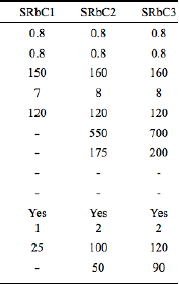 SRbC1 SRbC2 SRbC3
0.8 0.8 0.8
0.8 0.8 0.8
150 160 160
7 8 8
120 120 120
– 550 700
– 175 200
– - -
– - -
Yes Yes Yes
1 2 2
25 100 120
– 50 90